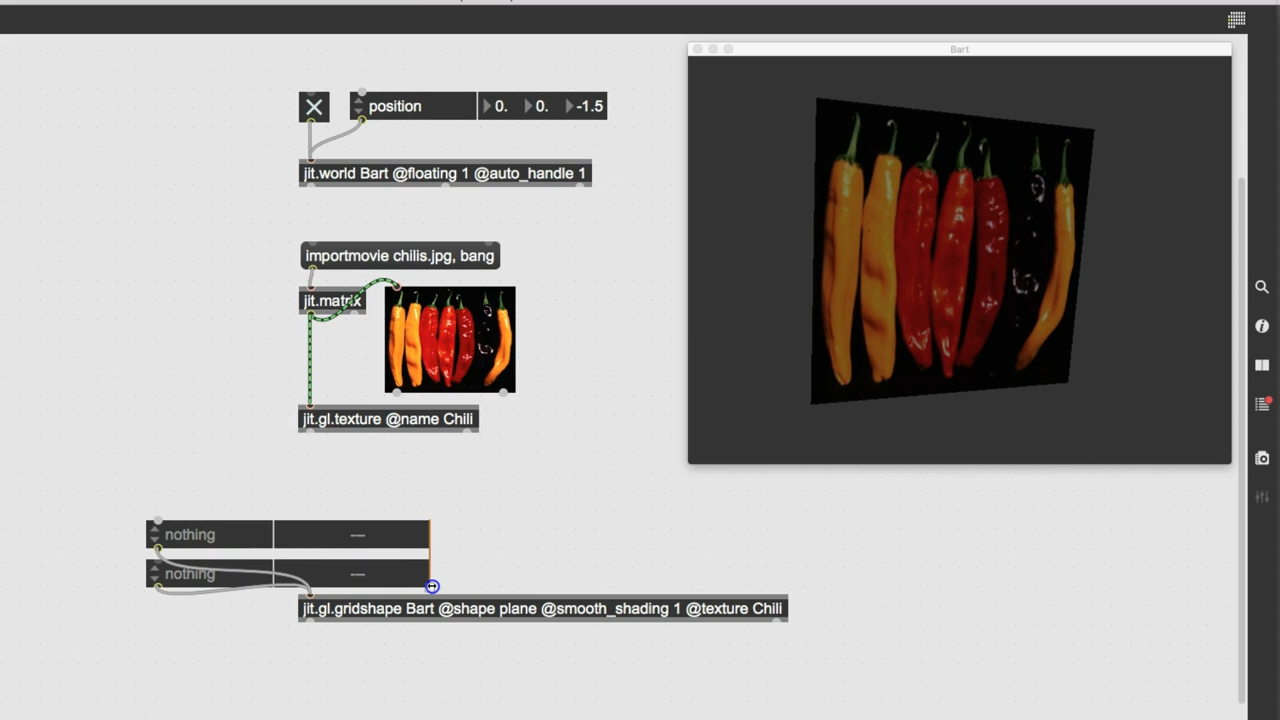 Bart
position 0. 0. -1.5
jit.world Bart @floating 1 @auto_handle 1
importmovie chilis.jpg, bang
jit.matrix
jit.gl.texture @name Chili
nothing ---
nothing ---
jit.gl.gridshape Bart @shape plane @smooth_shading 1 @texture Chili